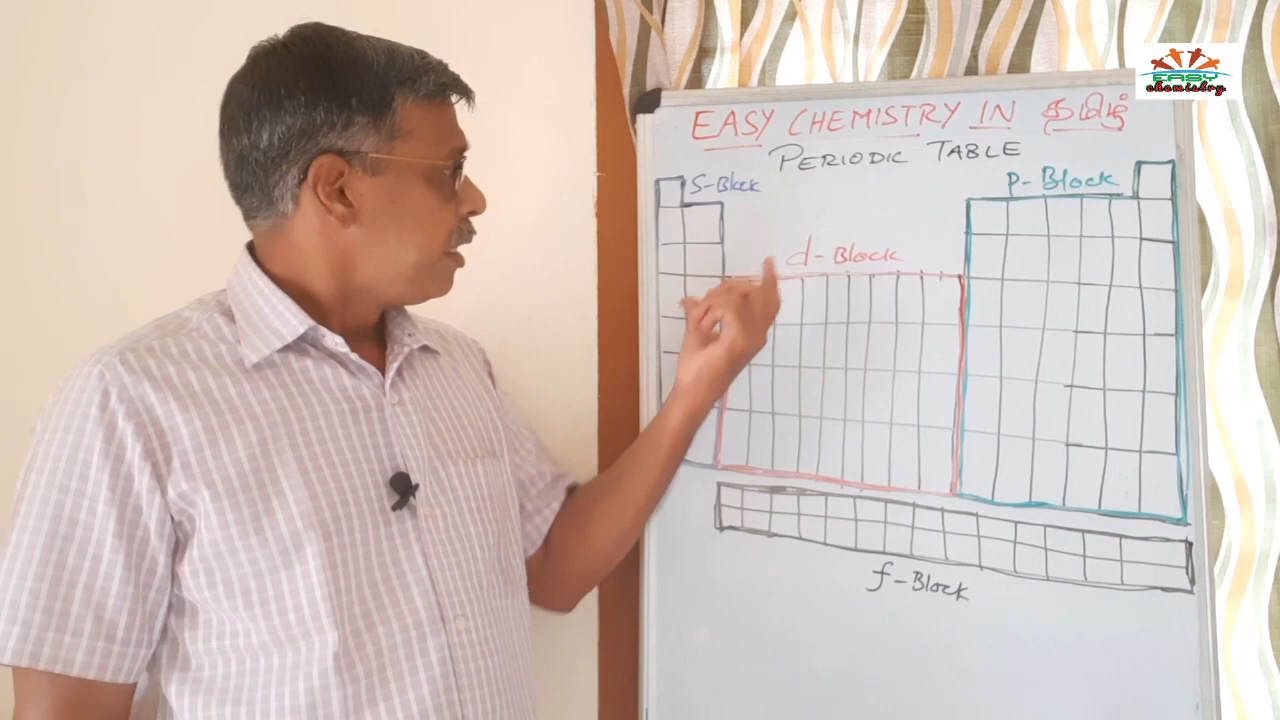 EASY chemistry
EASY CHEMISTRY IN தமிழ்
PERIODIC TABLE
S-Block
P-Block
d-Block
f-Block